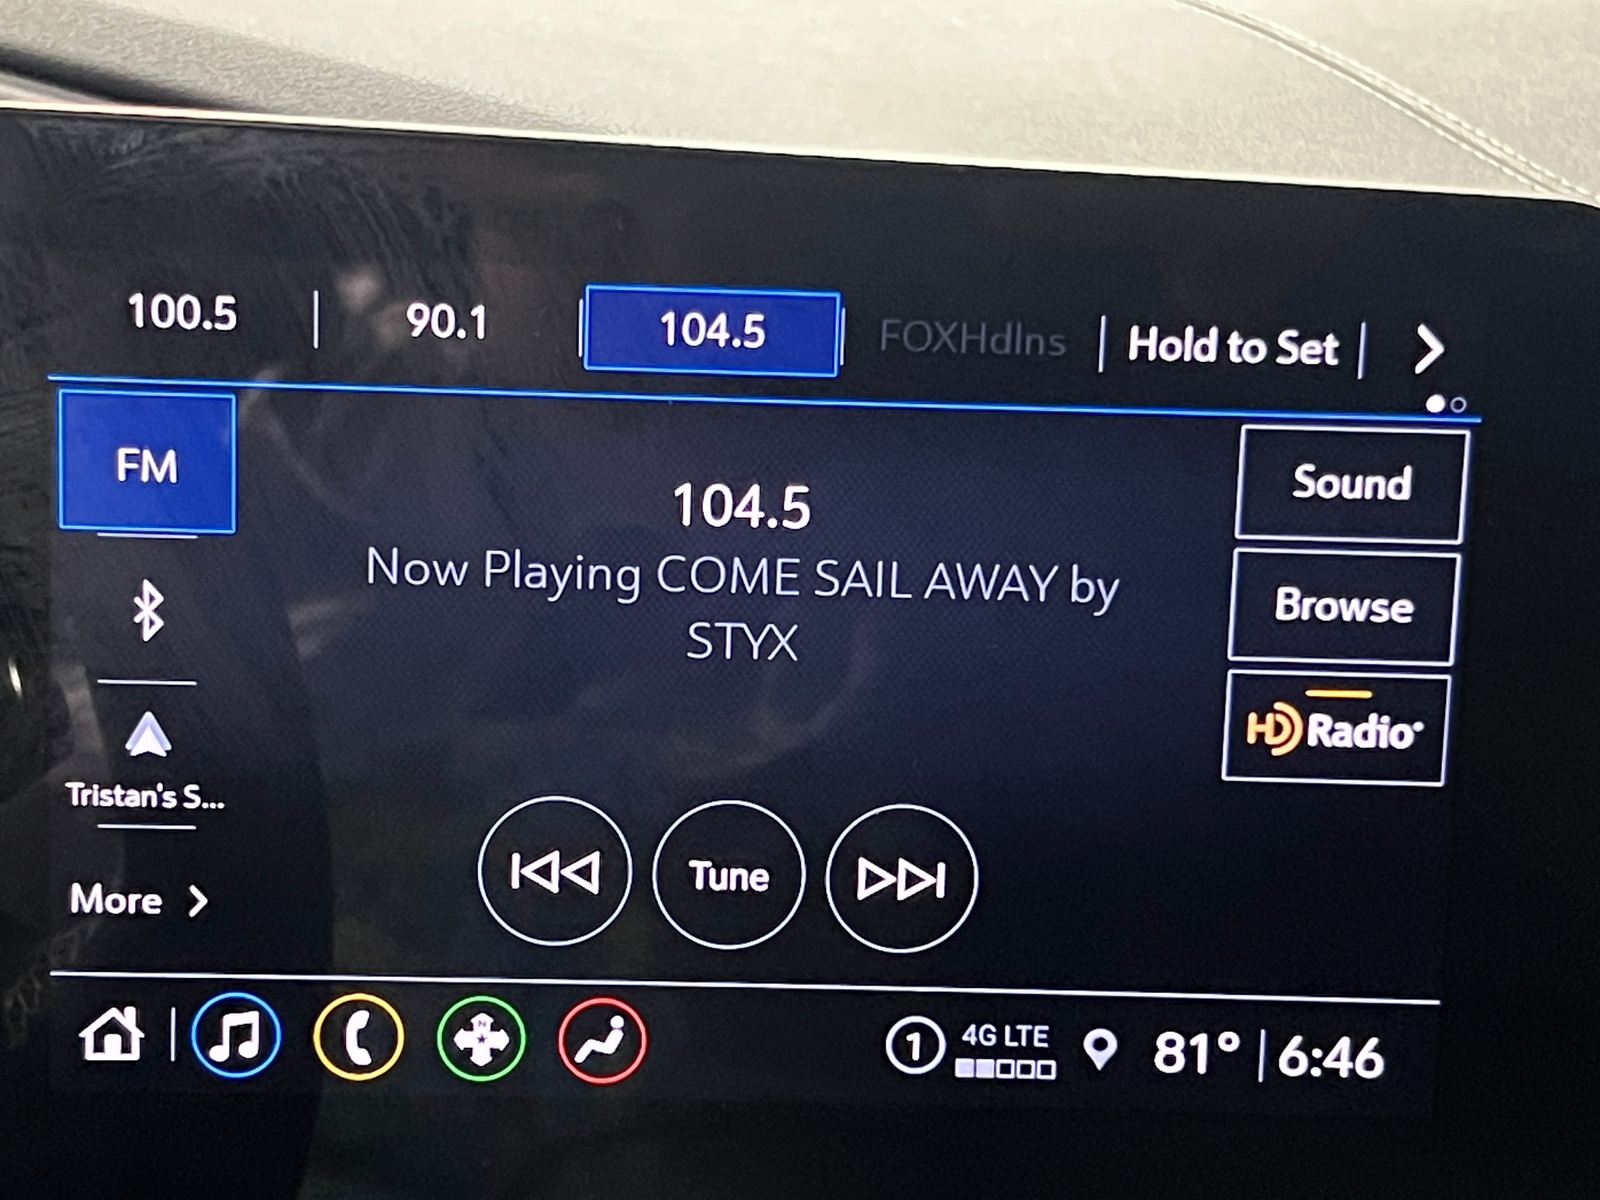 100.5 | 90.1 104.5 FOXHdlns | Hold to Set |
FM
104.5
Sound
Now Playing COME SAIL AWAY by
STYX
Browse
HD Radio
Tristan's S...
More
Tune
1 4G LTE 81° | 6:46